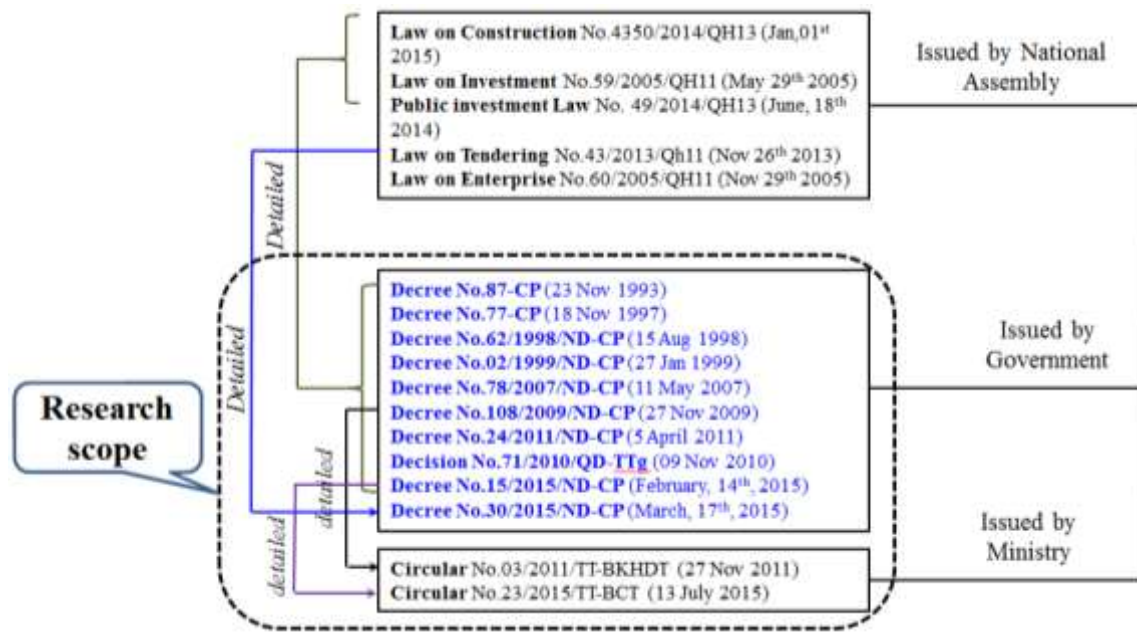 Law on Construction No.4350/2014/QH13 (Jan,01st
2015)
Law on Investment No.59/2005/QH11 (May 29th 2005)
Public investment Law No. 49/2014/QH13 (June, 18th
2014)
Law on Tendering No.43/2013/Qh11 (Nov 26th 2013)
Law on Enterprise No.60/2005/QH11 (Nov 29th 2005)
Issued by National
Assembly
Detailed
Decree No.87-CP (23 Nov 1993)
Decree No.77-CP (18 Nov 1997)
Decree No.62/1998/ND-CP (15 Aug 1998)
Decree No.02/1999/ND-CP (27 Jan 1999)
Decree No.78/2007/ND-CP (11 May 2007)
Decree No.108/2009/ND-CP (27 Nov 2009)
Decree No.24/2011/ND-CP (5 April 2011)
Decision No.71/2010/QD-TTg (09 Nov 2010)
Decree No.15/2015/ND-CP (February, 14th, 2015)
Decree No.30/2015/ND-CP (March, 17th, 2015)
Issued by
Government
Detailed
Research
scope
detailed
detailed
Circular No.03/2011/TT-BKHDT (27 Nov 2011)
Circular No.23/2015/TT-BCT (13 July 2015)
Issued by
Ministry